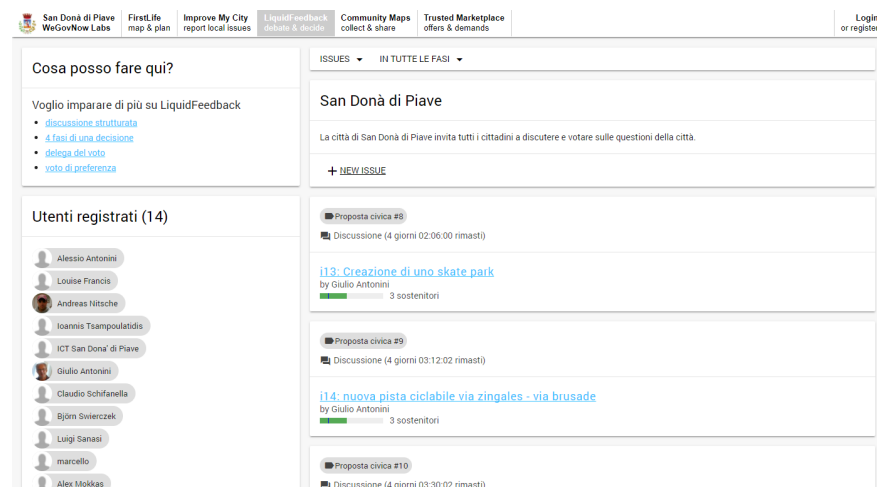 San Donà di Piave
WeGovNow Labs
FirstLife
map & plan
Improve My City
report local issues
LiquidFeedback
debate & decide
Community Maps
collect & share
Trusted Marketplace
offers & demands
Login
or register
Cosa posso fare qui?
Voglio imparare di più su LiquidFeedback
discussione strutturata
4 fasi di una decisione
delega del voto
voto di preferenza
Utenti registrati (14)
Alessio Antonini
Louise Francis
Andreas Nitsche
Ioannis Tsampoulatidis
ICT San Dona' di Piave
Giulio Antonini
Claudio Schifanella
Björn Swierczek
Luigi Sanasi
marcello
Alex Mokkas
ISSUES
IN TUTTE LE FASI
San Donà di Piave
La città di San Donà di Piave invita tutti i cittadini a discutere e votare sulle questioni della città.
+ NEW ISSUE
Proposta civica #8
Discussione (4 giorni 02:06:00 rimasti)
i13: Creazione di uno skate park
by Giulio Antonini
3 sostenitori
Proposta civica #9
Discussione (4 giorni 03:12:02 rimasti)
i14: nuova pista ciclabile via zingales - via brusade
by Giulio Antonini
3 sostenitori
Proposta civica #10
Discussione (4 giorni 03:30:02 rimasti)